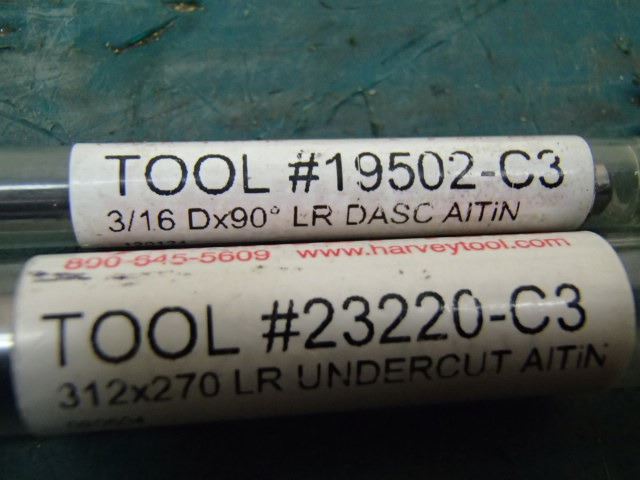 TOOL #19502-C3
3/16 Dx90° LR DASC AlTiN
800-645-5609 www.harveytool.com
TOOL #23220-C3
312x270 LR UNDERCUT AlTiN